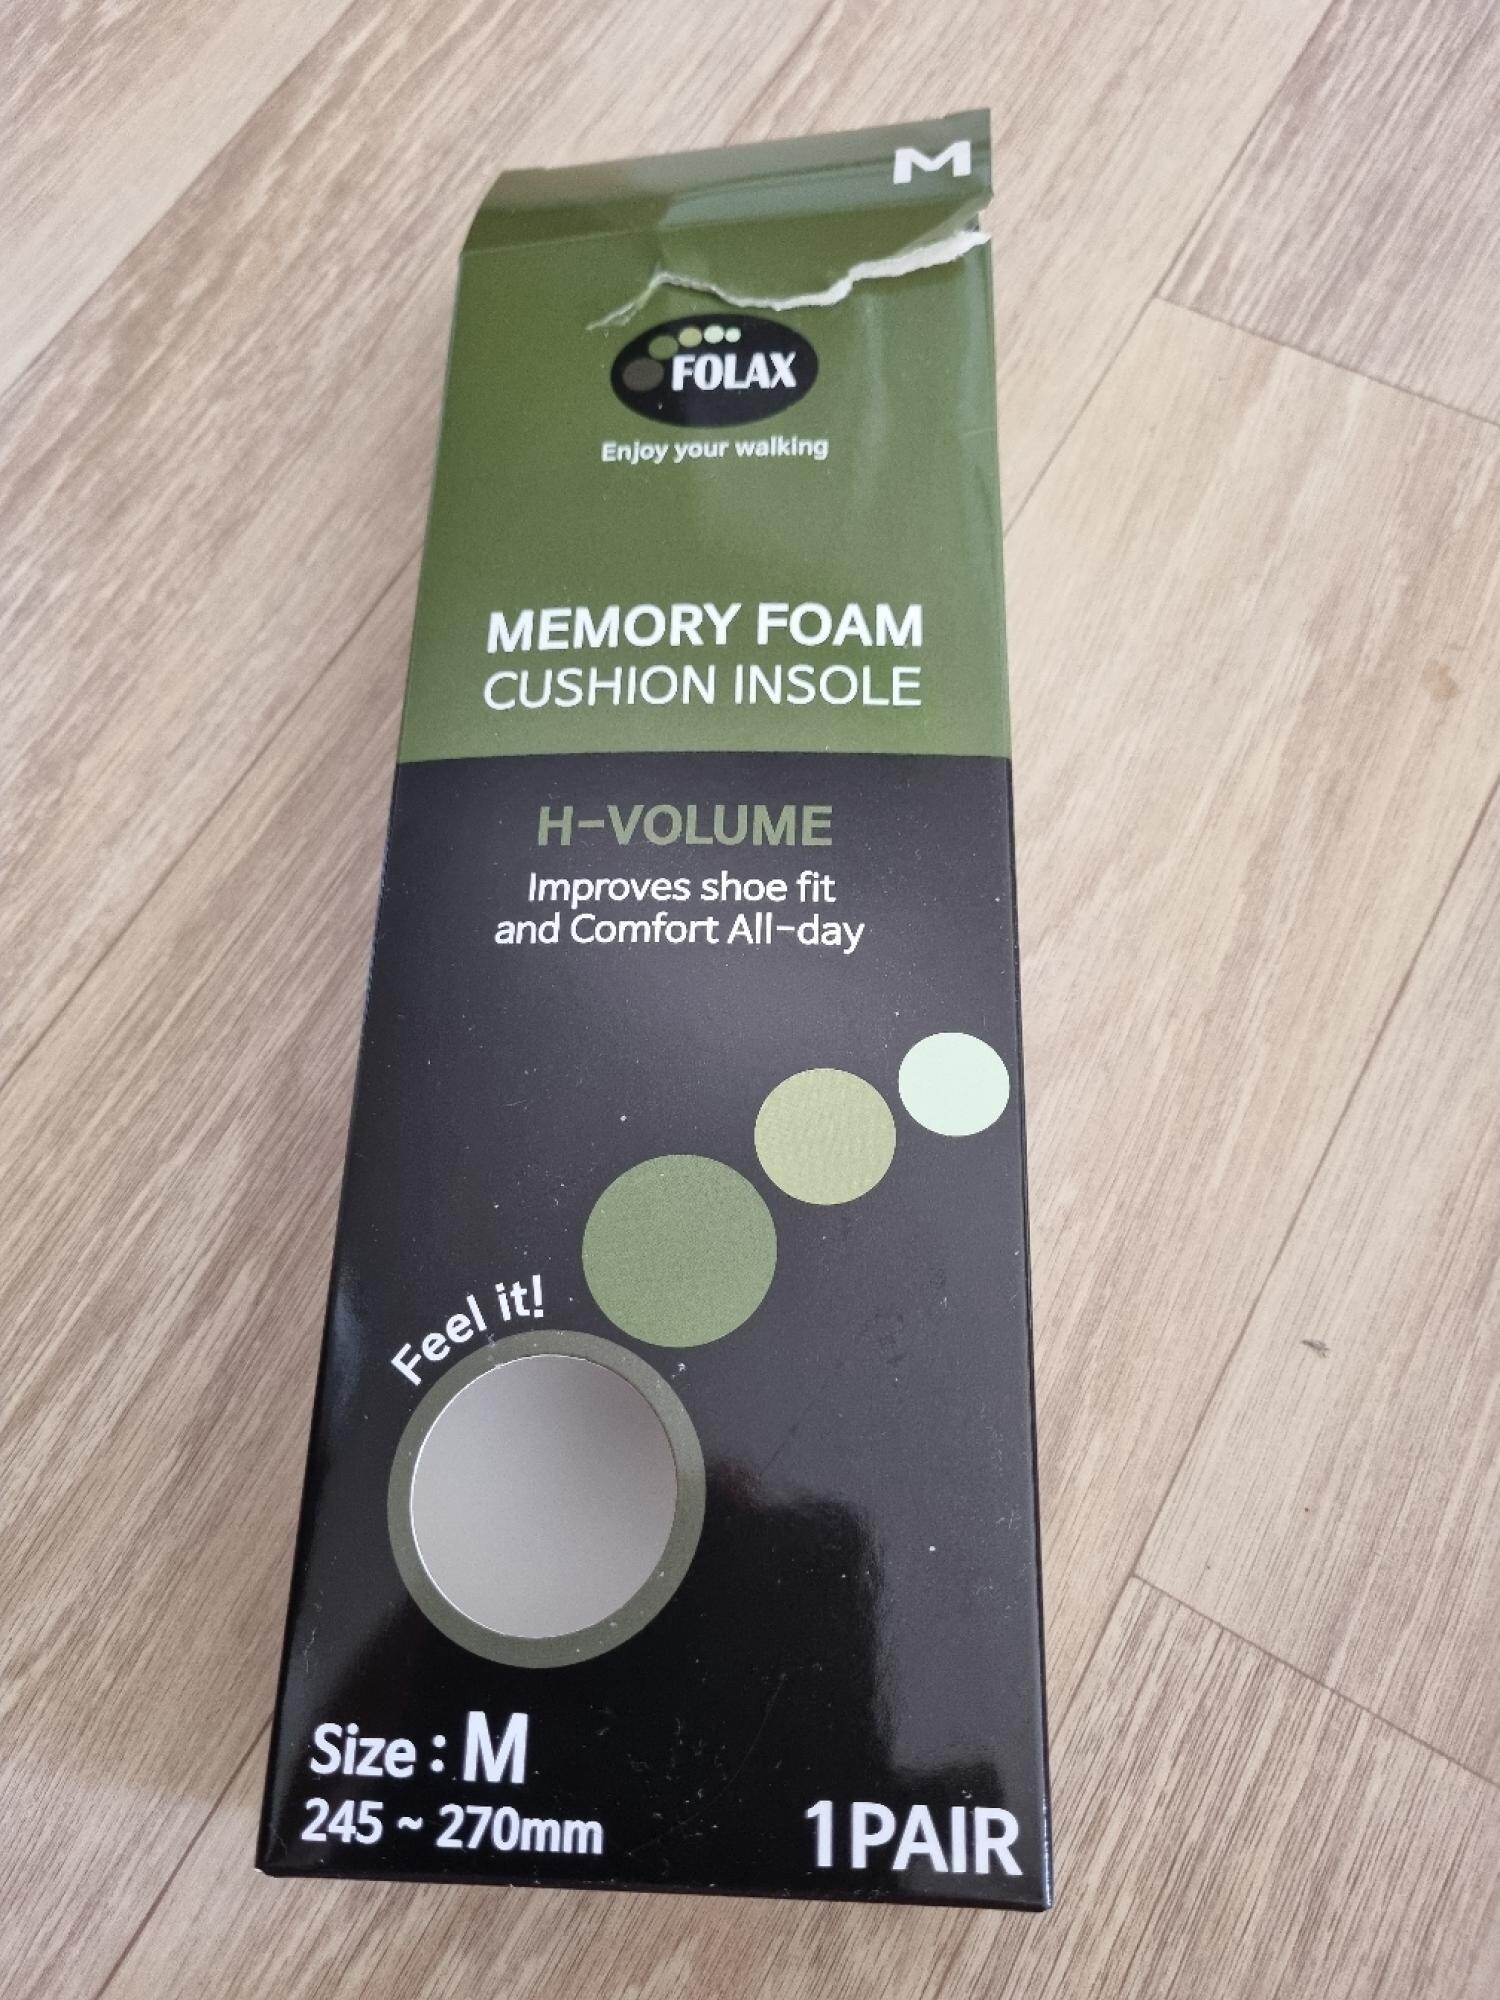 M
FOLAX
Enjoy your walking
MEMORY FOAM
CUSHION INSOLE
H-VOLUME
Improves shoe fit
and Comfort All-day
Feel it!
Size : M
245 ~ 270mm
1PAIR